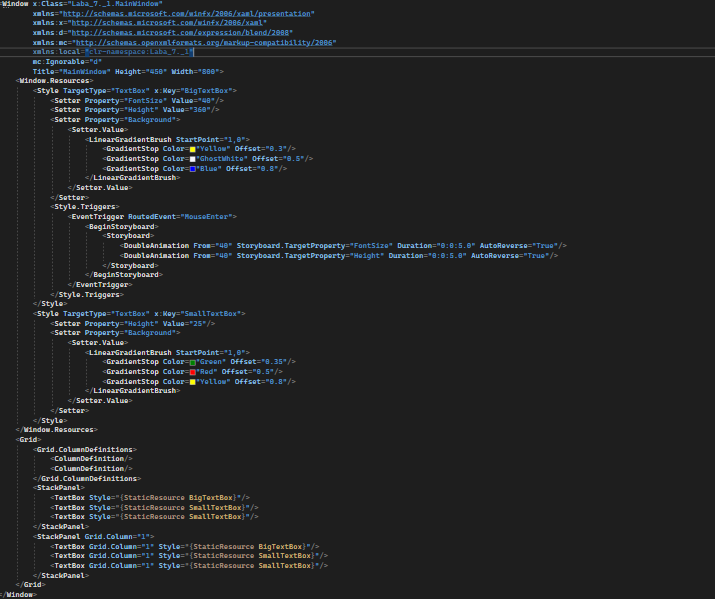 <Window x:Class="Laba_7._1.MainWindow"
xmlns="http://schemas.microsoft.com/winfx/2006/xaml/presentation"
xmlns:x="http://schemas.microsoft.com/winfx/2006/xaml"
xmlns:d="http://schemas.microsoft.com/expression/blend/2008"
xmlns:mc="http://schemas.openxmlformats.org/markup-compatibility/2006"
xmlns:local="clr-namespace:Laba_7._1"
mc:Ignorable="d"
Title="MainWindow" Height="450" Width="800">
<Window.Resources>
<Style TargetType="TextBox" x:Key="BigTextBox">
<Setter Property="FontSize" Value="40"/>
<Setter Property="Height" Value="360"/>
<Setter Property="Background">
<Setter.Value>
<LinearGradientBrush StartPoint="1,0">
<GradientStop Color="Yellow" Offset="0.3"/>
<GradientStop Color="GhostWhite" Offset="0.5"/>
<GradientStop Color="Blue" Offset="0.8"/>
</LinearGradientBrush>
</Setter.Value>
</Setter>
<Style.Triggers>
<EventTrigger RoutedEvent="MouseEnter">
<BeginStoryboard>
<Storyboard>
<DoubleAnimation From="40" Storyboard.TargetProperty="FontSize" Duration="0:0:5.0" AutoReverse="True"/>
<DoubleAnimation From="40" Storyboard.TargetProperty="Height" Duration="0:0:5.0" AutoReverse="True"/>
</Storyboard>
</BeginStoryboard>
</EventTrigger>
</Style.Triggers>
</Style>
<Style TargetType="TextBox" x:Key="SmallTextBox">
<Setter Property="Height" Value="25"/>
<Setter Property="Background">
<Setter.Value>
<LinearGradientBrush StartPoint="1,0">
<GradientStop Color="Green" Offset="0.35"/>
<GradientStop Color="Red" Offset="0.5"/>
<GradientStop Color="Yellow" Offset="0.8"/>
</LinearGradientBrush>
</Setter.Value>
</Setter>
</Style>
</Window.Resources>
<Grid>
<Grid.ColumnDefinitions>
<ColumnDefinition/>
<ColumnDefinition/>
</Grid.ColumnDefinitions>
<StackPanel>
<TextBox Style="{StaticResource BigTextBox}"/>
<TextBox Style="{StaticResource SmallTextBox}"/>
<TextBox Style="{StaticResource SmallTextBox}"/>
</StackPanel>
<StackPanel Grid.Column="1">
<TextBox Grid.Column="1" Style="{StaticResource BigTextBox}"/>
<TextBox Grid.Column="1" Style="{StaticResource SmallTextBox}"/>
<TextBox Grid.Column="1" Style="{StaticResource SmallTextBox}"/>
</StackPanel>
</Grid>
</Window>